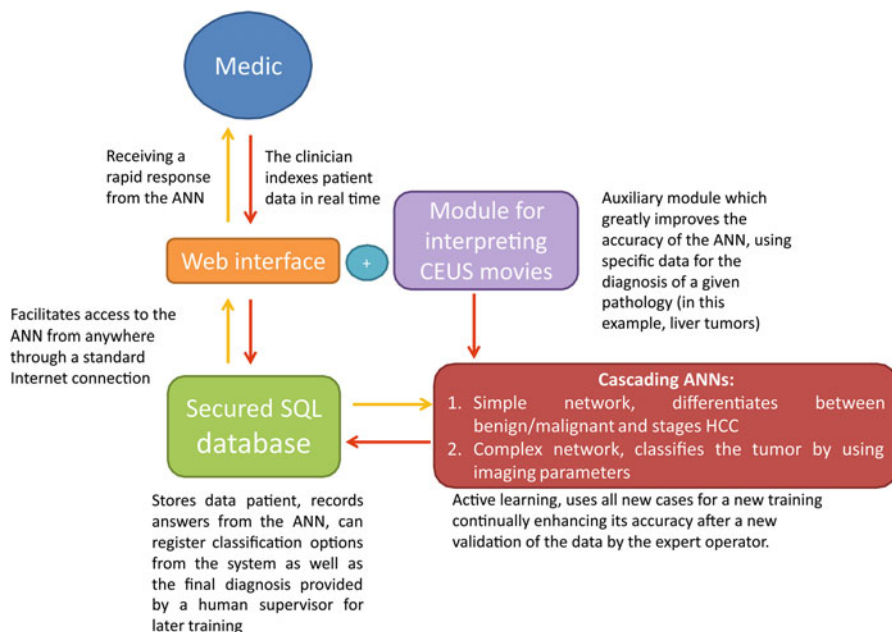 Medic
Receiving a
rapid response
from the ANN
The clinician
indexes patient
data in real time
Web interface
+
Module for
interpreting
CEUS movies
Auxiliary module which
greatly improves the
accuracy of the ANN, using
specific data for the
diagnosis of a given
pathology (in this
example, liver tumors)
Facilitates access to the
ANN from anywhere
through a standard
Internet connection
Secured SQL
database
Cascading ANNs:
1. Simple network, differentiates between
benign/malignant and stages HCC
2. Complex network, classifies the tumor by using
imaging parameters
Stores data patient, records
answers from the ANN, can
register classification options
from the system as well as
the final diagnosis provided
by a human supervisor for
later training
Active learning, uses all new cases for a new training
continually enhancing its accuracy after a new
validation of the data by the expert operator.